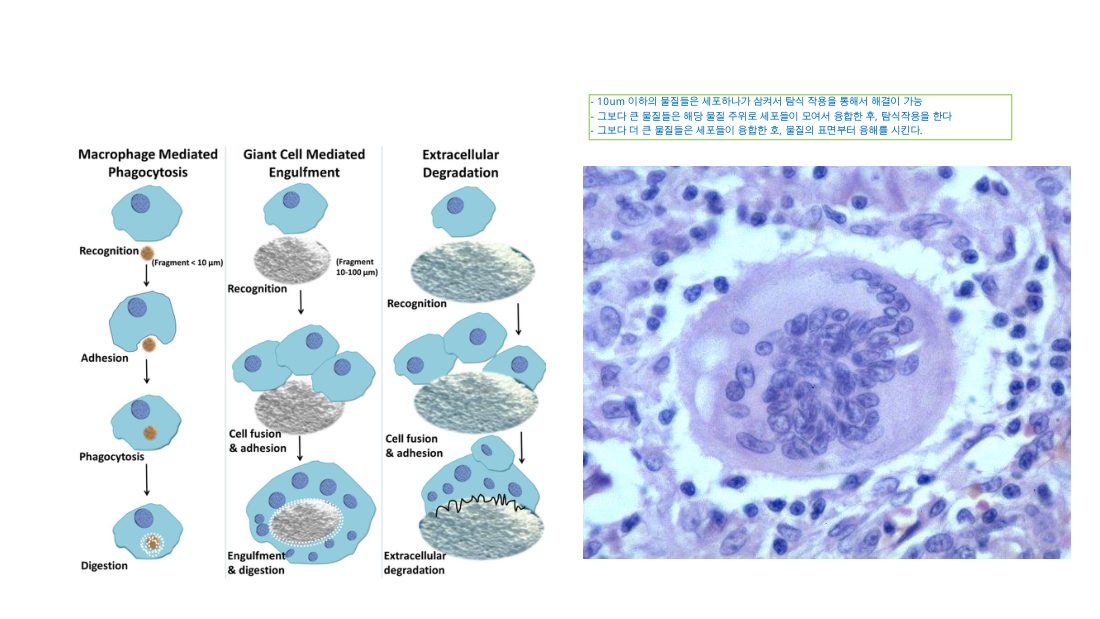 - 10um 이하의 물질들은 세포하나가 삼켜서 탐식 작용을 통해서 해결이 가능
- 그보다 큰 물질들은 해당 물질 주위로 세포들이 모여서 융합한 후, 탐식작용을 한다
- 그보다 더 큰 물질들은 세포들이 융합한 호, 물질의 표면부터 융해를 시킨다.
Macrophage Mediated
Phagocytosis
Recognition
(Fragment < 10 μm)
Adhesion
Phagocytosis
Digestion
Giant Cell Mediated
Engulfment
(Fragment
10-100 μm)
Recognition
Cell fusion
& adhesion
Engulfment
& digestion
Extracellular
Degradation
Recognition
Cell fusion
& adhesion
Extracellular
degradation